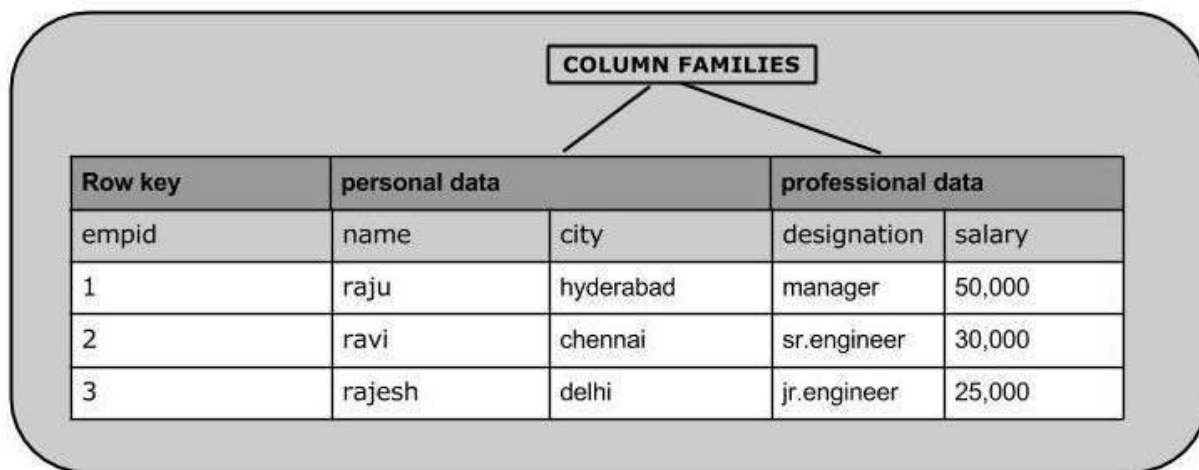 COLUMN FAMILIES
Row key personal data professional data
empid name city designation salary
1 raju hyderabad manager 50,000
2 ravi chennai sr.engineer 30,000
3 rajesh delhi jr.engineer 25,000